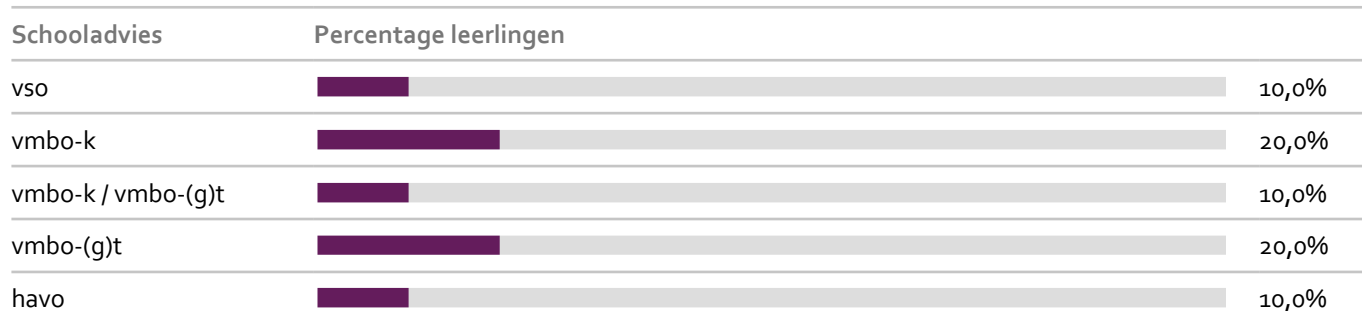 Schooladvies Percentage leerlingen
vso 10,0%
vmbo-k 20,0%
vmbo-k / vmbo-(g)t 10,0%
vmbo-(g)t 20,0%
havo 10,0%